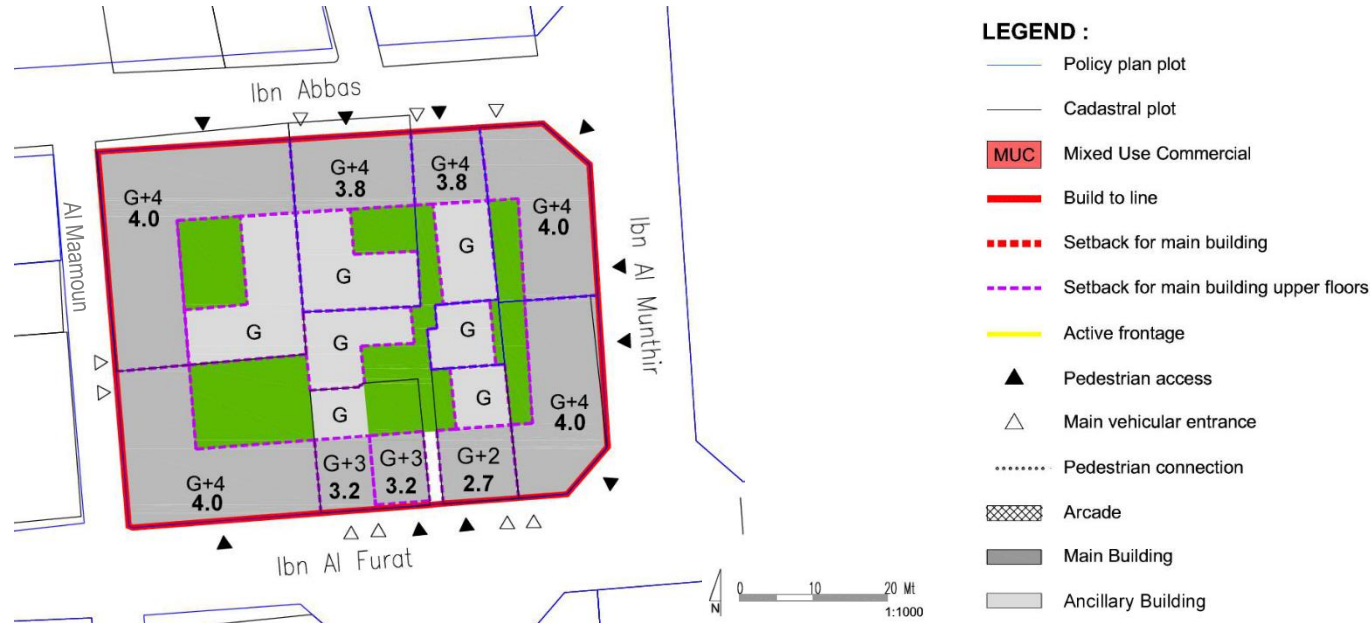 Ibn Abbas
Al Maamoun
Ibn Al Munthir
Ibn Al Furat
G+4
4.0
G+4
3.8
G+4
3.8
G+4
4.0
G
G
G
G
G
G
G
G+4
4.0
G+4
4.0
G+3
3.2
G+3
3.2
G+2
2.7
N
0 10 20 Mt
1:1000
LEGEND :
Policy plan plot
Cadastral plot
MUC Mixed Use Commercial
Build to line
Setback for main building
Setback for main building upper floors
Active frontage
Pedestrian access
Main vehicular entrance
Pedestrian connection
Arcade
Main Building
Ancillary Building